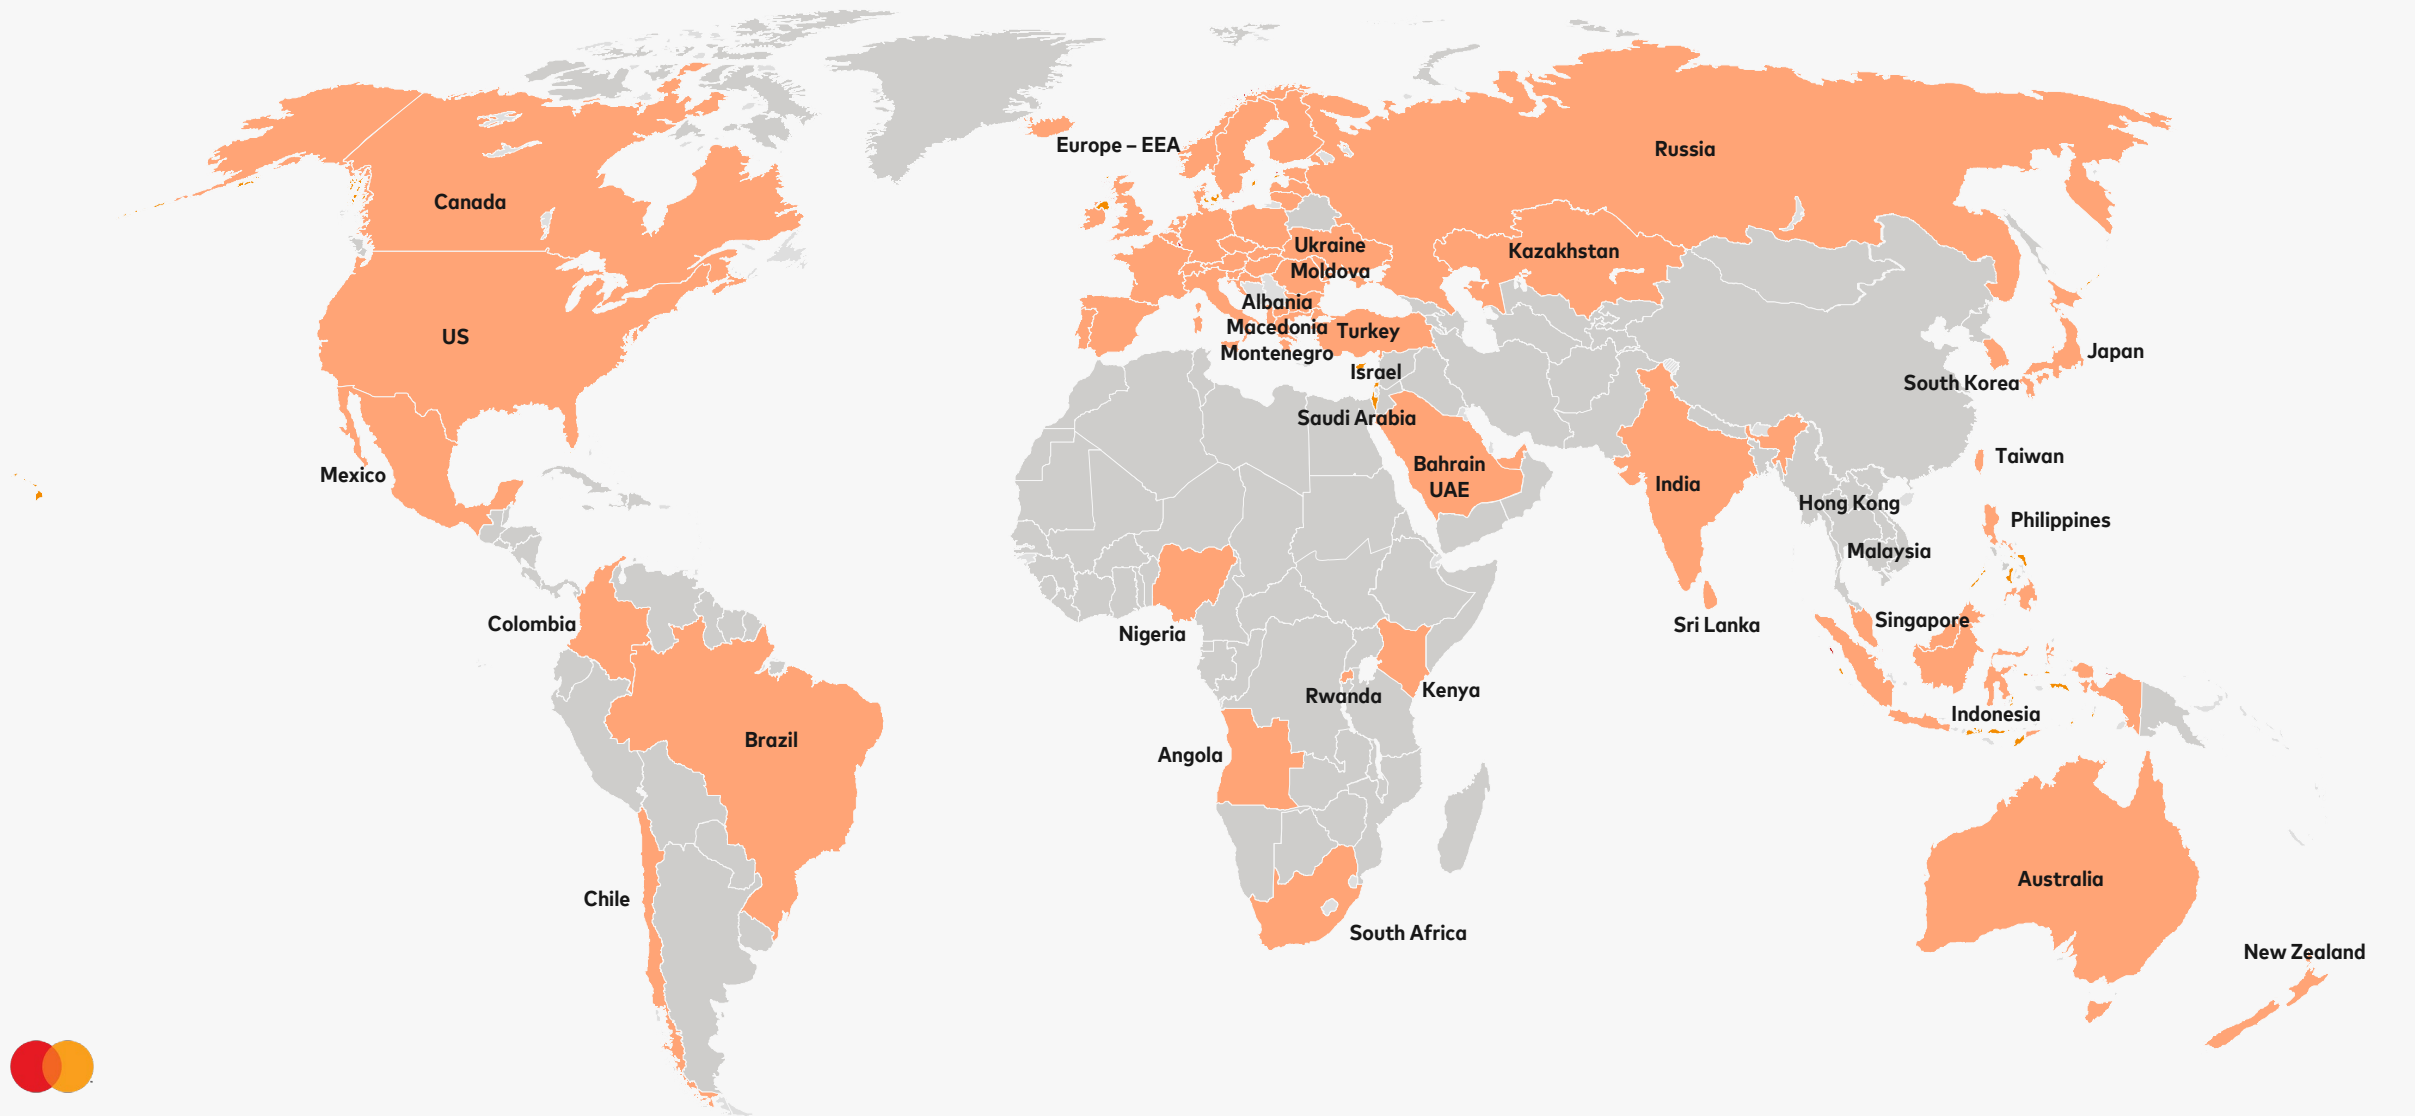 Europe – EEA
Russia
Canada
Ukraine
Kazakhstan
Moldova
Albania
Macedonia
Turkey
US
Montenegro
Japan
Israel
South Korea
Saudi Arabia
Taiwan
Bahrain
UAE
Mexico
India
Hong Kong
Philippines
Malaysia
Colombia
Nigeria
Sri Lanka
Singapore
Rwanda
Kenya
Indonesia
Brazil
Angola
Australia
Chile
South Africa
New Zealand